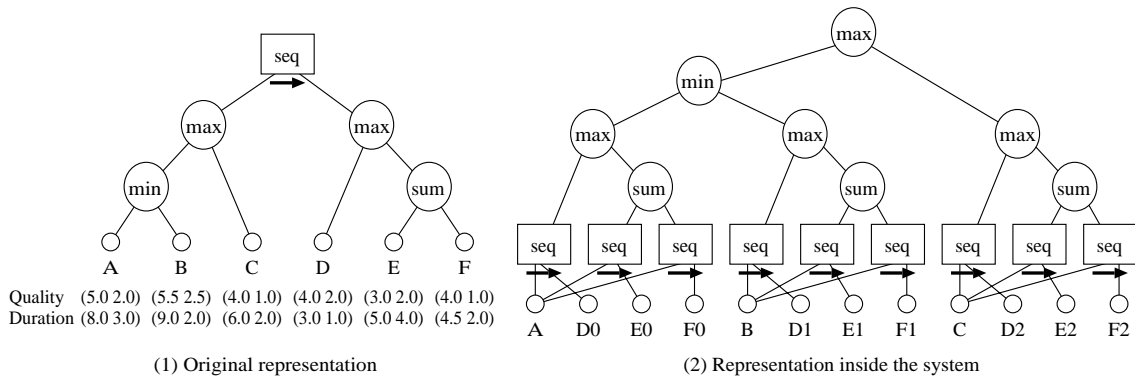 seq
max
max
min
sum
A B C D E F
Quality (5.0 2.0) (5.5 2.5) (4.0 1.0) (4.0 2.0) (3.0 2.0) (4.0 1.0)
Duration (8.0 3.0) (9.0 2.0) (6.0 2.0) (3.0 1.0) (5.0 4.0) (4.5 2.0)
(1) Original representation
max
min
max max max
sum sum sum
seq seq seq seq seq seq seq seq seq
A D0 E0 F0 B D1 E1 F1 C D2 E2 F2
(2) Representation inside the system